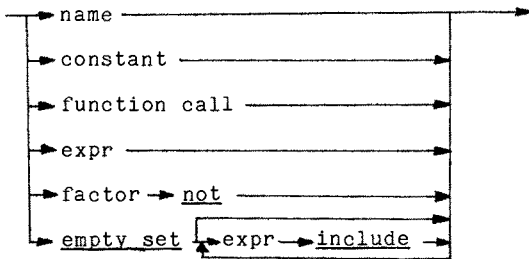 name
constant
function call
expr
factor not
empty set expr include